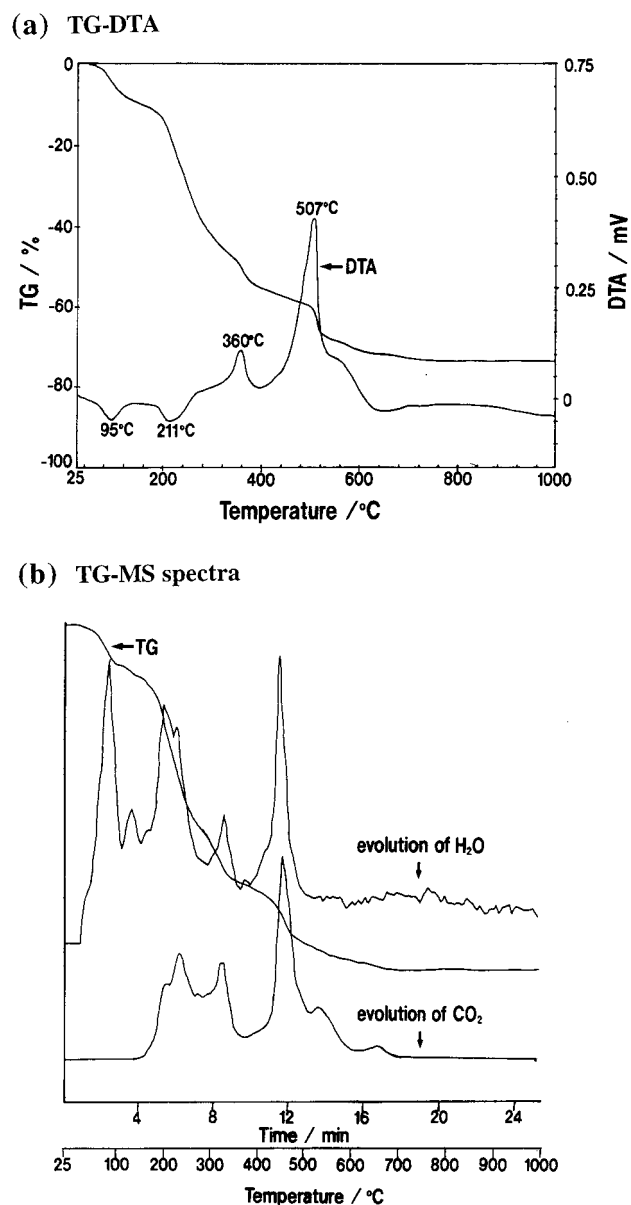 (a) TG-DTA
0
-20
-40
-60
-80
-100
TG / %
0.75
0.50
0.25
0
DTA / mV
507°C
←DTA
360°C
95°C
211°C
25 200 400 600 800 1000
Temperature /°C
(b) TG-MS spectra
←TG
evolution of H₂O
↓
evolution of CO₂
↓
4 8 12 16 20 24
Time / min
25 100 200 300 400 500 600 700 800 900 1000
Temperature /°C